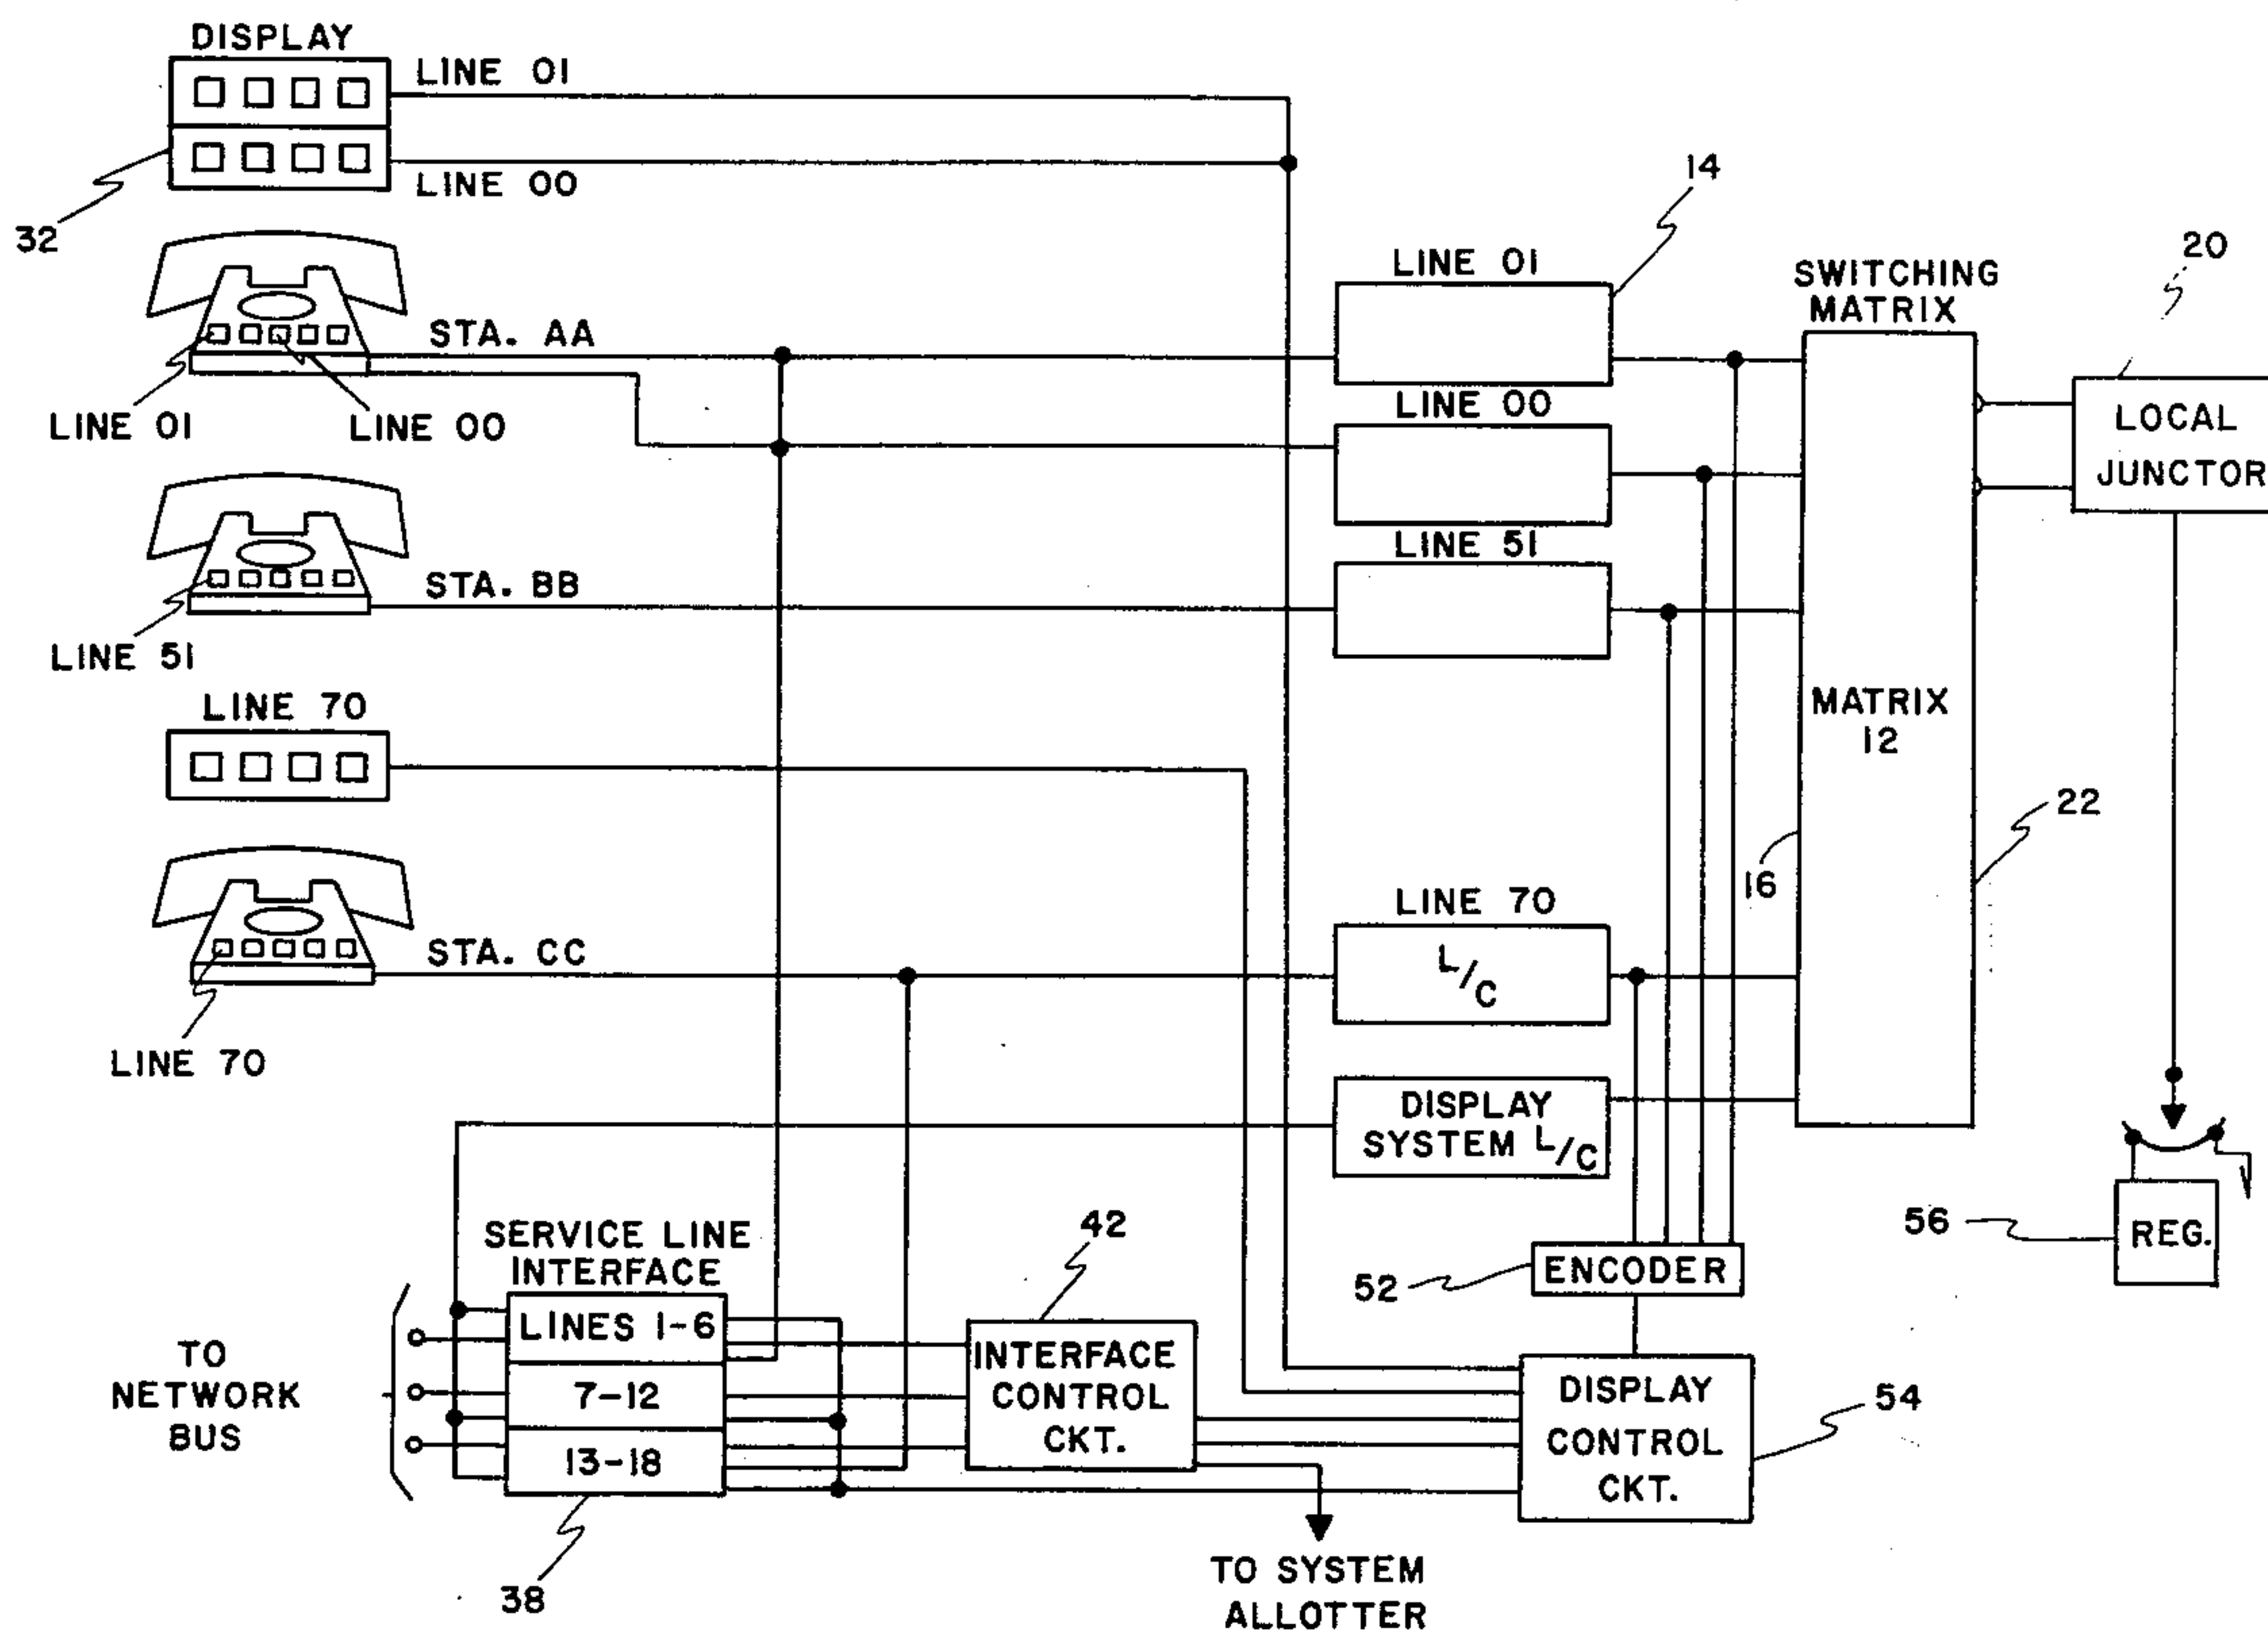 DISPLAY
LINE 01
LINE 00
32
14
20
LINE 01
SWITCHING
MATRIX
STA. AA
LINE 01
LINE 00
LINE 00
LOCAL
JUNCTOR
LINE 51
STA. BB
LINE 51
LINE 70
MATRIX
12
22
16
LINE 70
L/C
STA. CC
LINE 70
DISPLAY
SYSTEM L/C
SERVICE LINE
INTERFACE
42
52
ENCODER
56
REG.
TO
NETWORK
BUS
LINES 1-6
7-12
13-18
INTERFACE
CONTROL
CKT.
DISPLAY
CONTROL
CKT.
54
38
TO SYSTEM
ALLOTTER